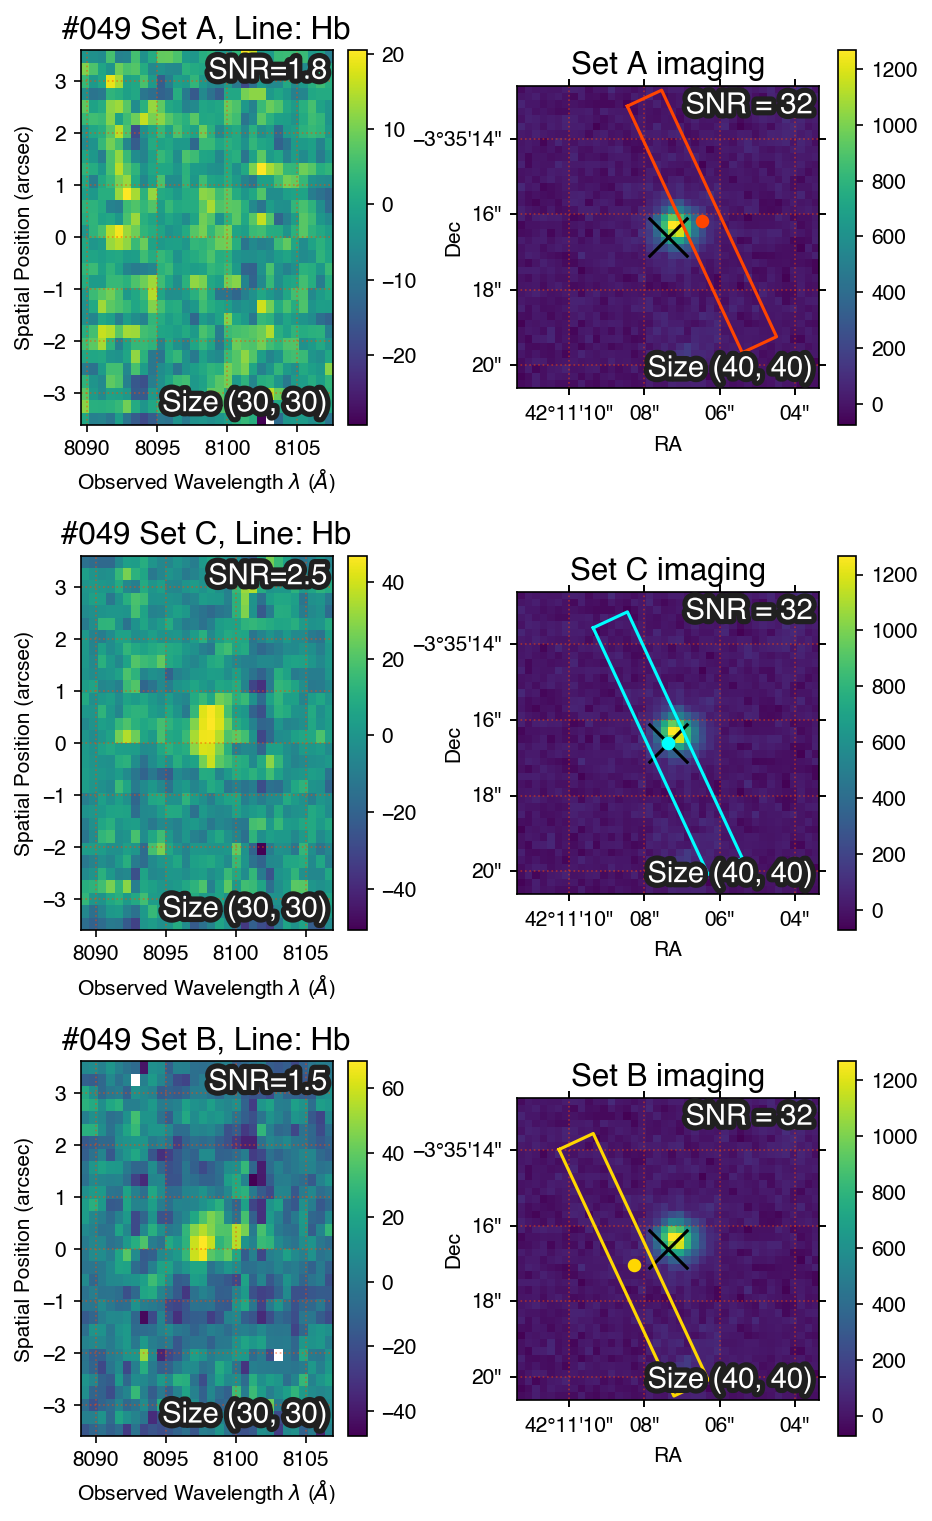 #049 Set A, Line: Hb
SNR=1.8
Size (30, 30)
3
2
1
0
−1
−2
−3
Spatial Position (arcsec)
8090 8095 8100 8105
Observed Wavelength λ (Å)
20
10
0
−10
−20
Set A imaging
SNR = 32
Size (40, 40)
−3°35'14"
16"
18"
20"
Dec
42°11'10" 08" 06" 04"
RA
1200
1000
800
600
400
200
0
#049 Set C, Line: Hb
SNR=2.5
Size (30, 30)
3
2
1
0
−1
−2
−3
Spatial Position (arcsec)
8090 8095 8100 8105
Observed Wavelength λ (Å)
40
20
0
−20
−40
Set C imaging
SNR = 32
Size (40, 40)
−3°35'14"
16"
18"
20"
Dec
42°11'10" 08" 06" 04"
RA
1200
1000
800
600
400
200
0
#049 Set B, Line: Hb
SNR=1.5
Size (30, 30)
3
2
1
0
−1
−2
−3
Spatial Position (arcsec)
8090 8095 8100 8105
Observed Wavelength λ (Å)
60
40
20
0
−20
−40
Set B imaging
SNR = 32
Size (40, 40)
−3°35'14"
16"
18"
20"
Dec
42°11'10" 08" 06" 04"
RA
1200
1000
800
600
400
200
0